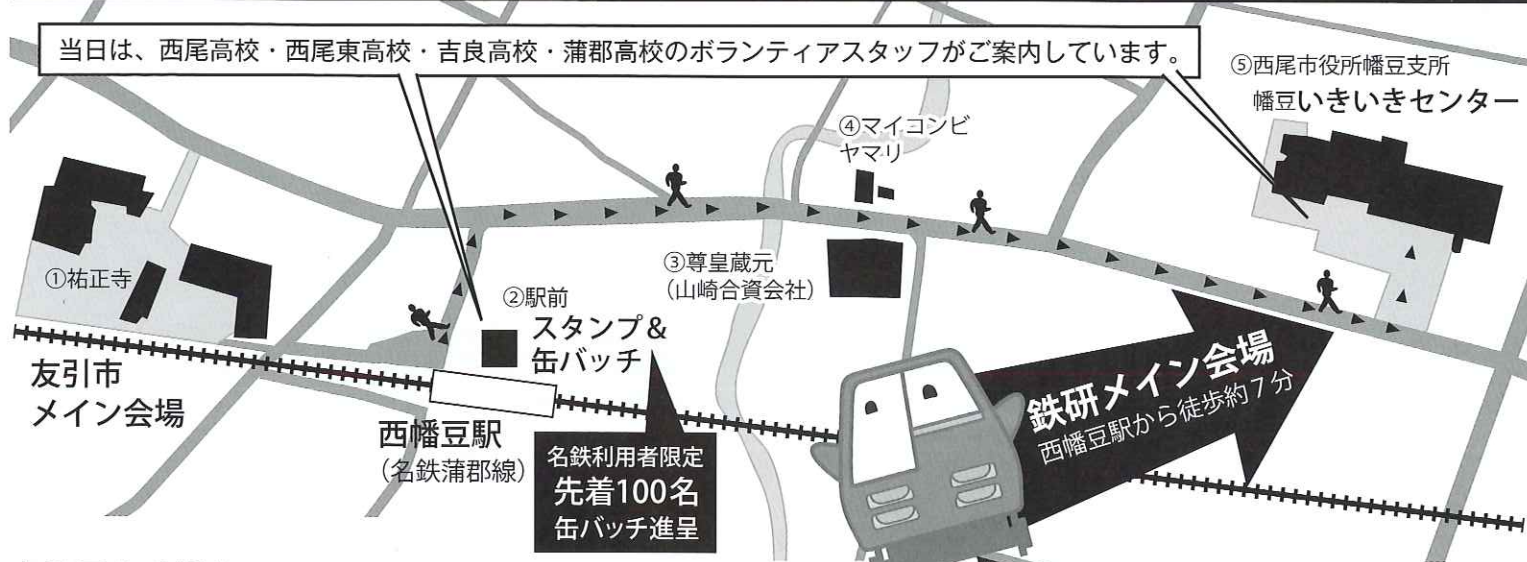 当日は、西尾高校・西尾東高校・吉良高校・蒲郡高校のボランティアスタッフがご案内しています。
⑤西尾市役所幡豆支所
幡豆いきいきセンター
④マイコンビ
ヤマリ
①祐正寺
②駅前
スタンプ&
缶バッチ
③尊皇蔵元
(山崎合資会社)
友引市
メイン会場
西幡豆駅
(名鉄蒲郡線)
名鉄利用者限定
先着100名
缶バッチ進呈
鉄研メイン会場
西幡豆駅から徒歩約7分